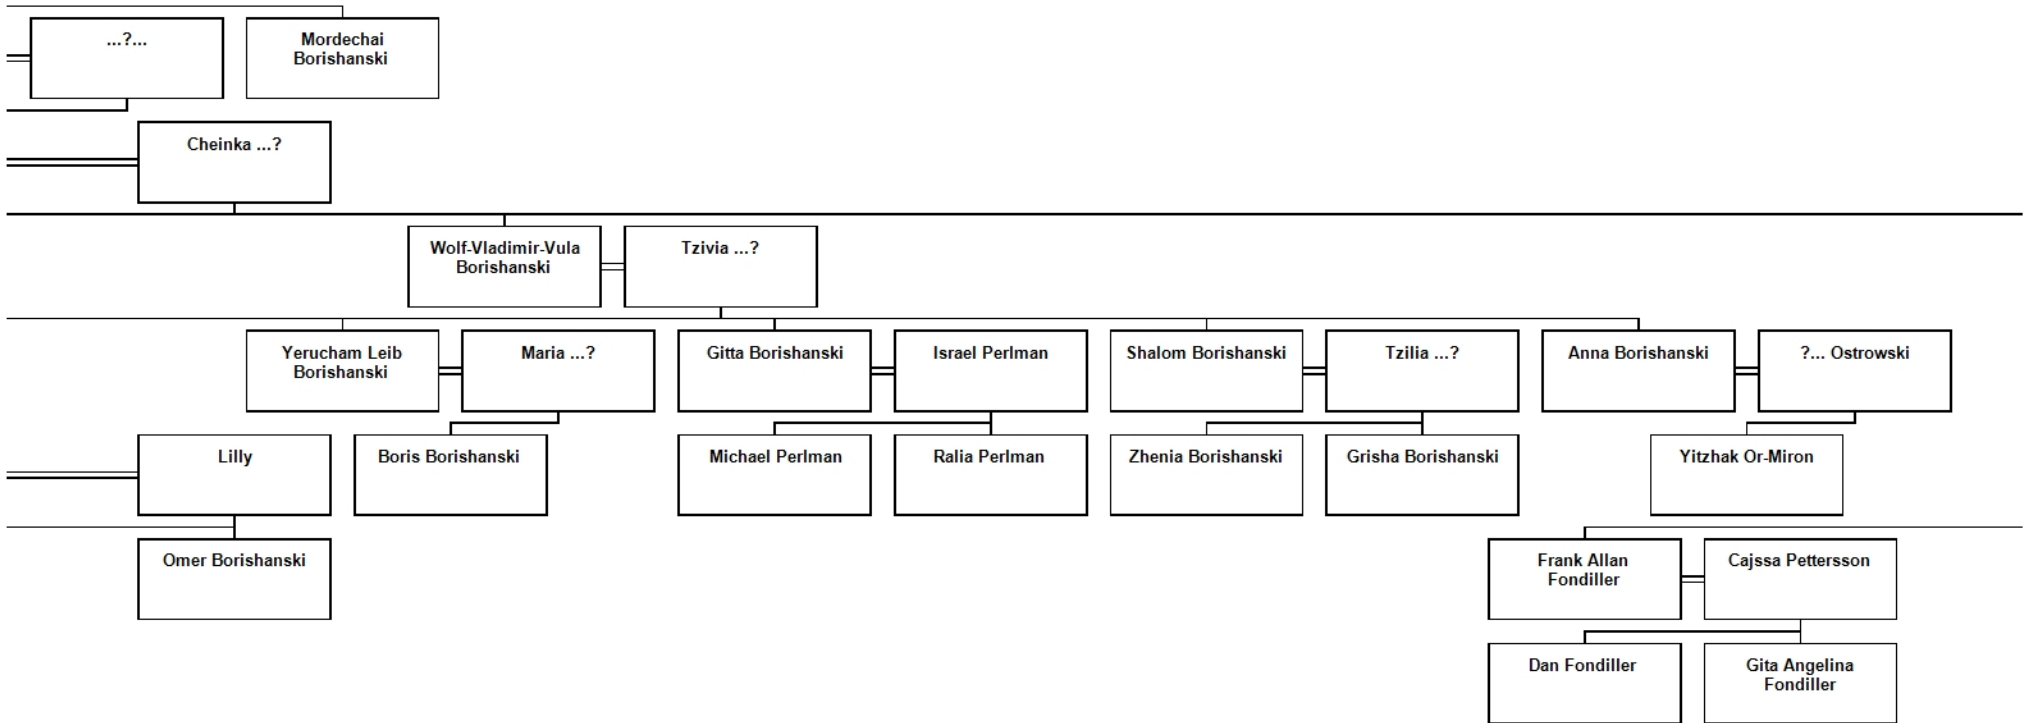 ...?...
Mordechai
Borishanski
Cheinka ...?
Wolf-Vladimir-Vula
Borishanski
Tzivia ...?
Yerucham Leib
Borishanski
Maria ...?
Gitta Borishanski
Israel Perlman
Shalom Borishanski
Tzilia ...?
Anna Borishanski
?... Ostrowski
Lilly
Boris Borishanski
Michael Perlman
Ralia Perlman
Zhenia Borishanski
Grisha Borishanski
Yitzhak Or-Miron
Omer Borishanski
Frank Allan
Fondiller
Cajssa Pettersson
Dan Fondiller
Gita Angelina
Fondiller